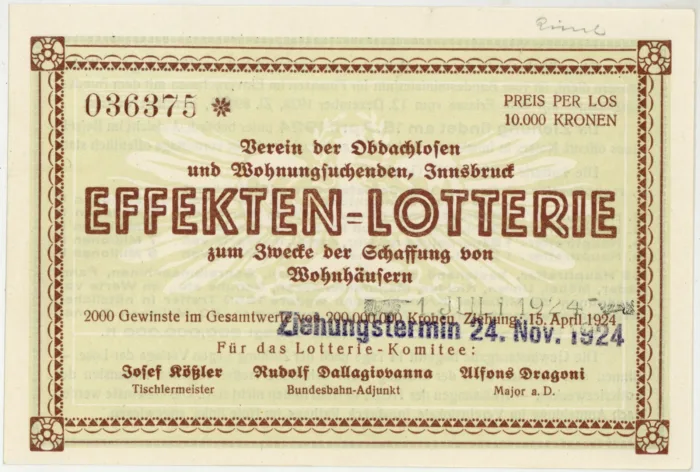 036375 *
PREIS PER LOS
10.000 KRONEN
Verein der Obdachlosen
und Wohnungsuchenden, Innsbruck
EFFEKTEN=LOTTERIE
zum Zwecke der Schaffung von
Wohnhäusern
1 JULI 1924
2000 Gewinste im Gesamtwerte von 200,000.000 Kronen Ziehung: 15. April 1924
Ziehungstermin 24. Nov. 1924
Für das Lotterie-Komitee:
Josef Kößler Rudolf Dallagiovanna Alfons Dragoni
Tischlermeister Bundesbahn-Adjunkt Major a. D.